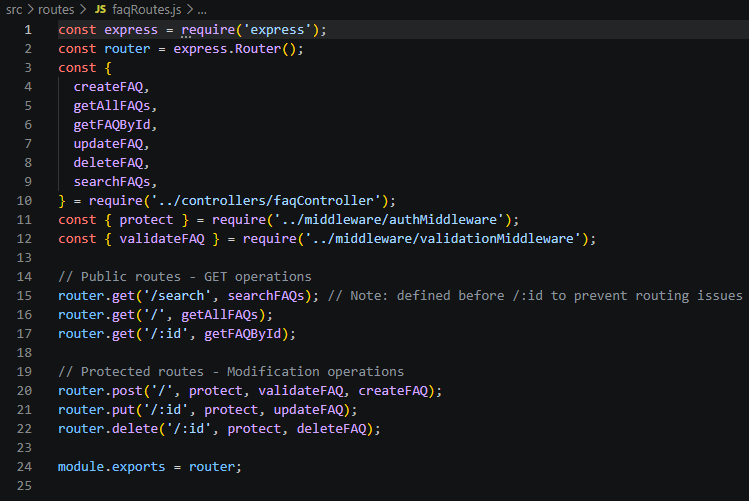 src > routes > JS faqRoutes.js > ...
1 const express = require('express');
2 const router = express.Router();
3 const {
4   createFAQ,
5   getAllFAQs,
6   getFAQById,
7   updateFAQ,
8   deleteFAQ,
9   searchFAQs,
10 } = require('../controllers/faqController');
11 const { protect } = require('../middleware/authMiddleware');
12 const { validateFAQ } = require('../middleware/validationMiddleware');
13
14 // Public routes - GET operations
15 router.get('/search', searchFAQs); // Note: defined before /:id to prevent routing issues
16 router.get('/', getAllFAQs);
17 router.get('/:id', getFAQById);
18
19 // Protected routes - Modification operations
20 router.post('/', protect, validateFAQ, createFAQ);
21 router.put('/:id', protect, updateFAQ);
22 router.delete('/:id', protect, deleteFAQ);
23
24 module.exports = router;
25